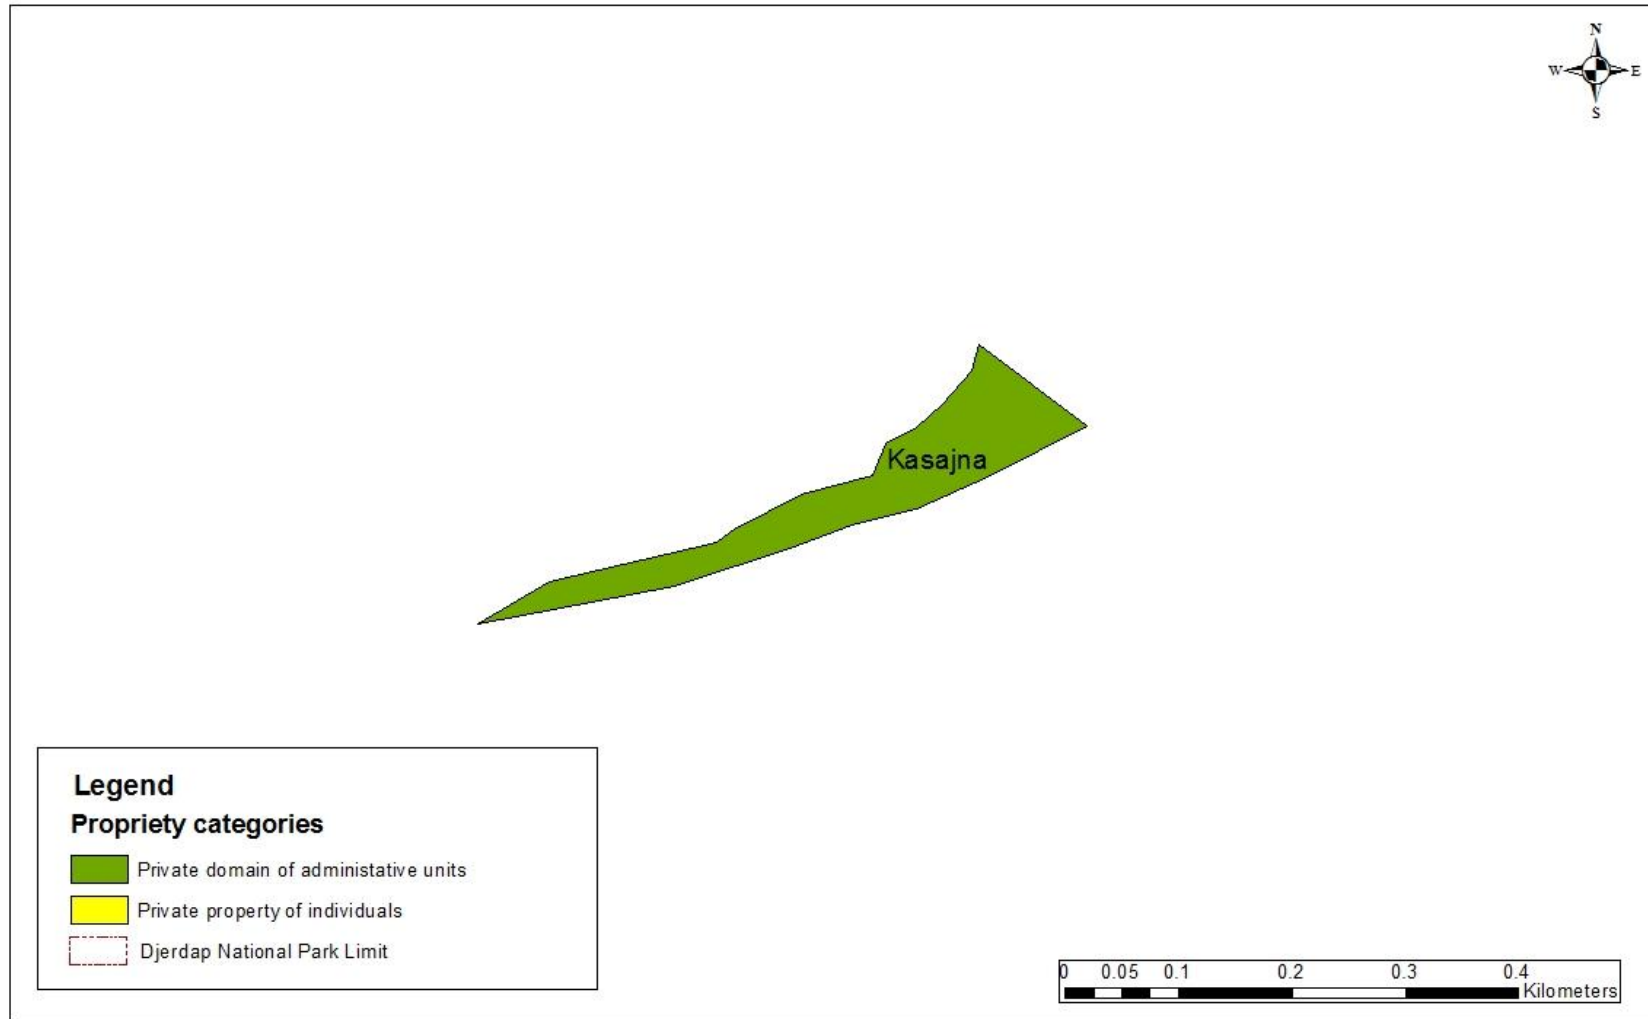 N
W E
S
Kasajna
Legend
Propriety categories
Private domain of administative units
Private property of individuals
Djerdap National Park Limit
0 0.05 0.1 0.2 0.3 0.4
Kilometers